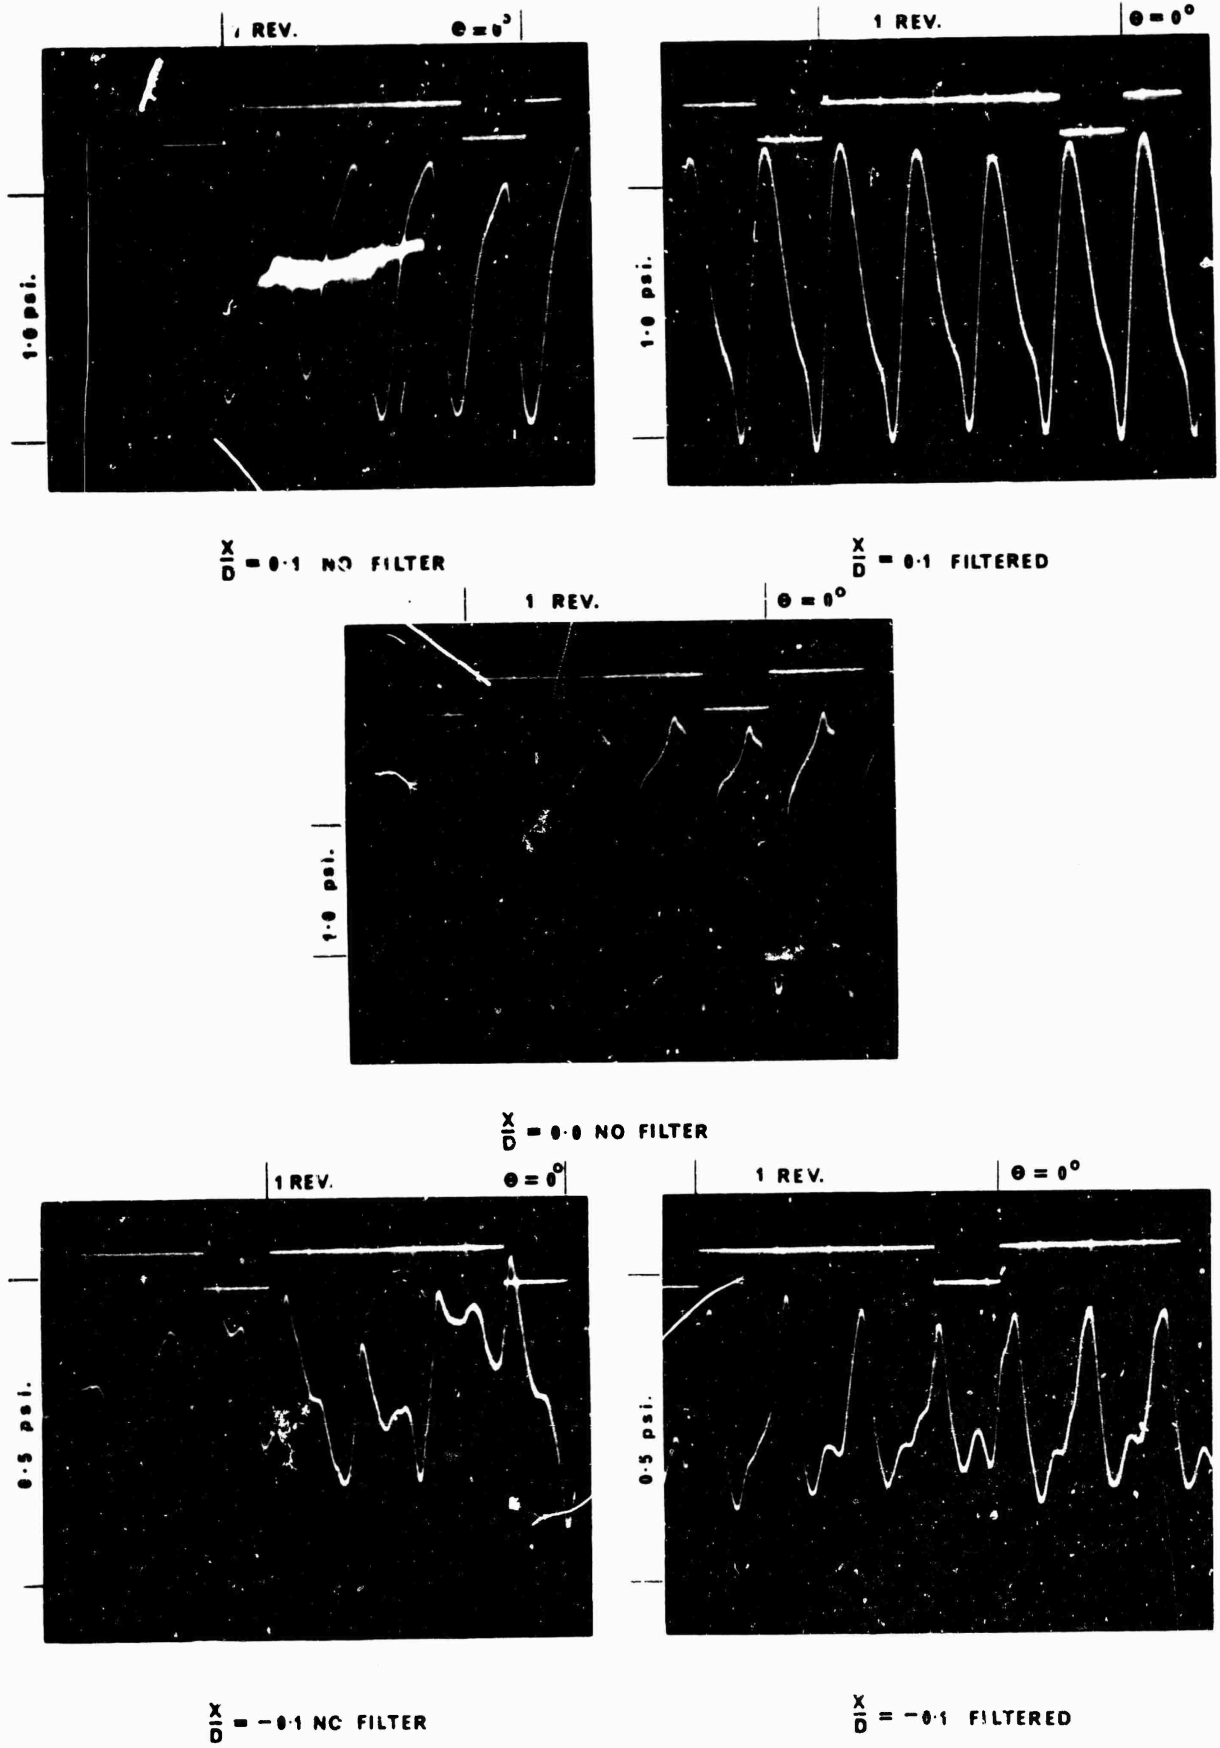 1 REV. θ = 0°
1 REV. θ = 0°
1·0 psi.
1·0 psi.
X/D = 0·1 NO FILTER
X/D = 0·1 FILTERED
1 REV. θ = 0°
1·0 psi.
X/D = 0·0 NO FILTER
1 REV. θ = 0°
1 REV. θ = 0°
0·5 psi.
0·5 psi.
X/D = -0·1 NO FILTER
X/D = -0·1 FILTERED